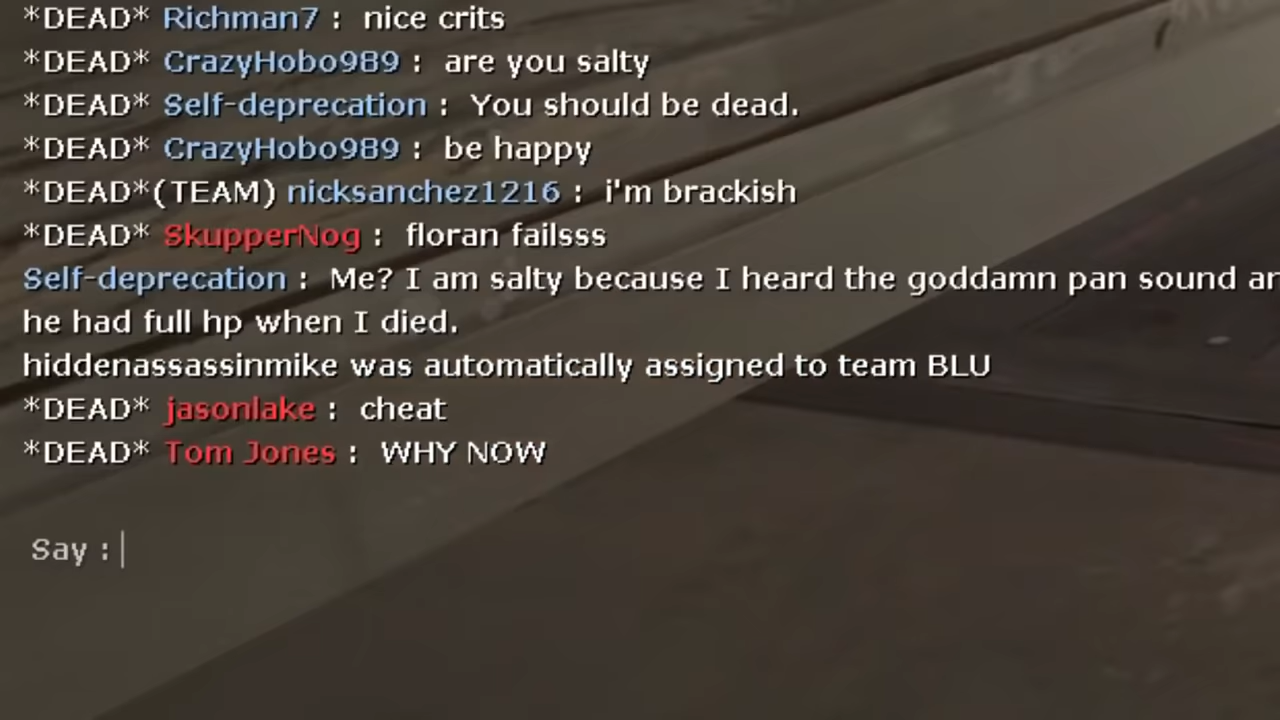 *DEAD* Richman7 :  nice crits
*DEAD* CrazyHobo989 :  are you salty
*DEAD* Self-deprecation :  You should be dead.
*DEAD* CrazyHobo989 :  be happy
*DEAD*(TEAM) nicksanchez1216 :  i'm brackish
*DEAD* SkupperNog :  floran failsss
Self-deprecation :  Me? I am salty because I heard the goddamn pan sound
he had full hp when I died.
hiddenassassinmike was automatically assigned to team BLU
*DEAD* jasonlake :  cheat
*DEAD* Tom Jones :  WHY NOW
Say :